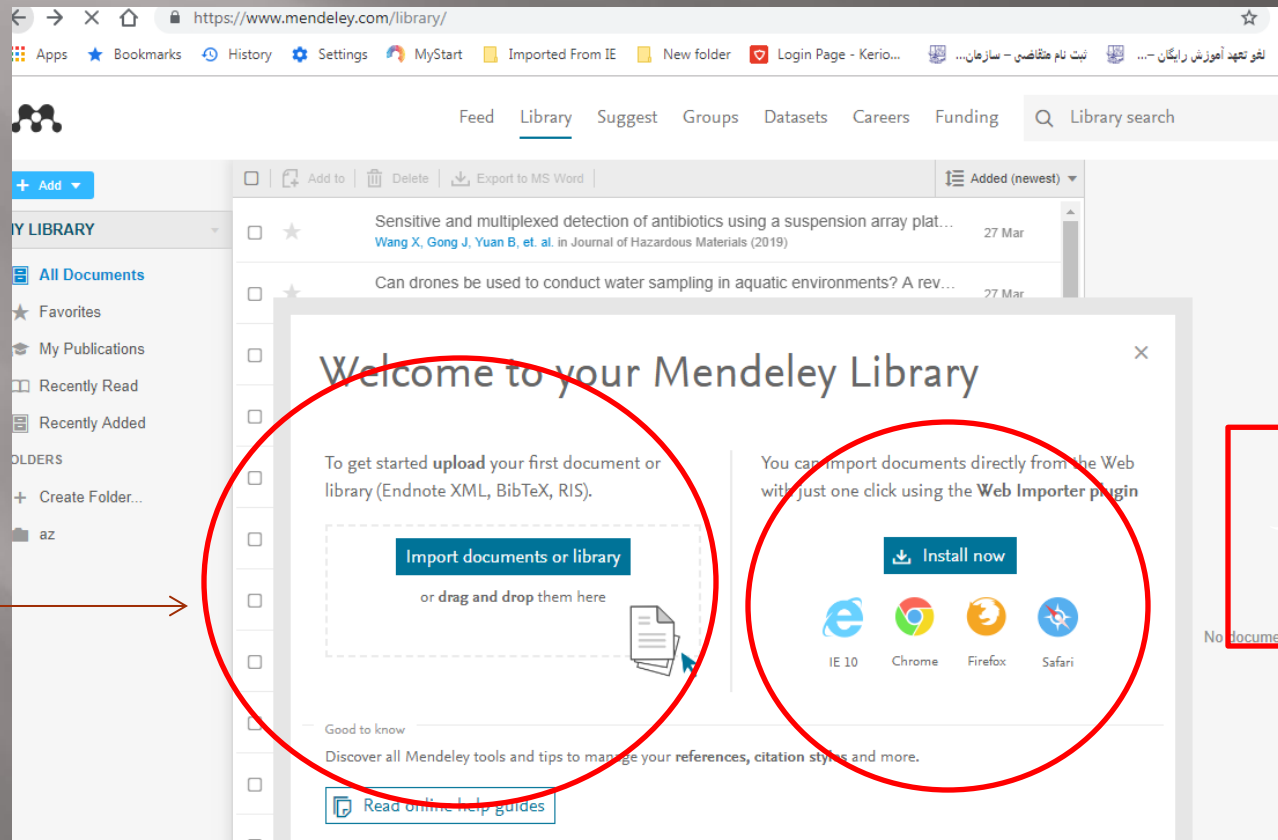 https://www.mendeley.com/library/
Apps Bookmarks History Settings MyStart Imported From IE New folder Login Page - Kerio... ثبت نام متقاضی – سازمان... لغو تعهد آموزش رایگان –...
Feed Library Suggest Groups Datasets Careers Funding Library search
+ Add
Add to Delete Export to MS Word Added (newest)
Y LIBRARY
Sensitive and multiplexed detection of antibiotics using a suspension array plat... 27 Mar
Wang X, Gong J, Yuan B, et. al. in Journal of Hazardous Materials (2019)
All Documents
Can drones be used to conduct water sampling in aquatic environments? A rev... 27 Mar
Favorites
My Publications
Recently Read
Recently Added
OLDERS
+ Create Folder...
az
Welcome to your Mendeley Library
To get started upload your first document or
library (Endnote XML, BibTeX, RIS).
Import documents or library
or drag and drop them here
You can import documents directly from the Web
with just one click using the Web Importer plugin
Install now
IE 10 Chrome Firefox Safari
No docume
Good to know
Discover all Mendeley tools and tips to manage your references, citation styles and more.
Read online help guides